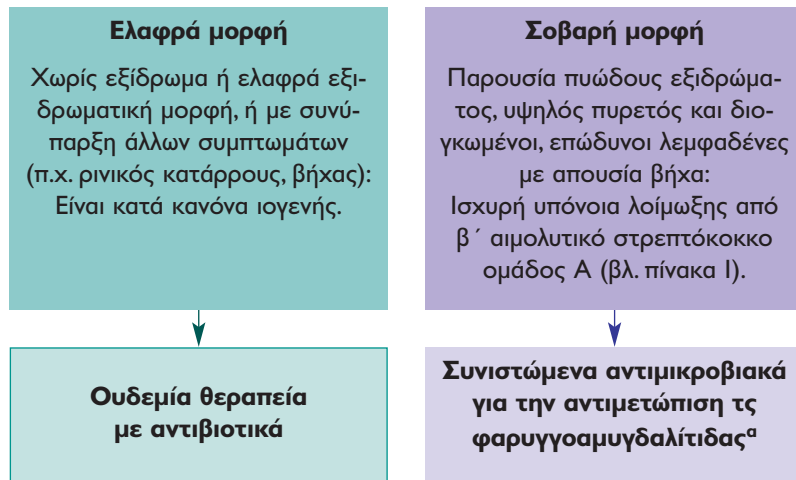 Ελαφρά μορφή
Χωρίς εξίδρωμα ή ελαφρά εξι-
δρωματική μορφή, ή με συνύ-
παρξη άλλων συμπτωμάτων
(π.χ. ρινικός κατάρρους, βήχας):
Είναι κατά κανόνα ιογενής.
Ουδεμία θεραπεία
με αντιβιοτικά
Σοβαρή μορφή
Παρουσία πυώδους εξιδρώμα-
τος, υψηλός πυρετός και διο-
γκωμένοι, επώδυνοι λεμφαδένες
με απουσία βήχα:
Ισχυρή υπόνοια λοίμωξης από
β΄ αιμολυτικό στρεπτόκοκκο
ομάδος Α (βλ. πίνακα Ι).
Συνιστώμενα αντιμικροβιακά
για την αντιμετώπιση τς
φαρυγγοαμυγδαλίτιδαςᵅ